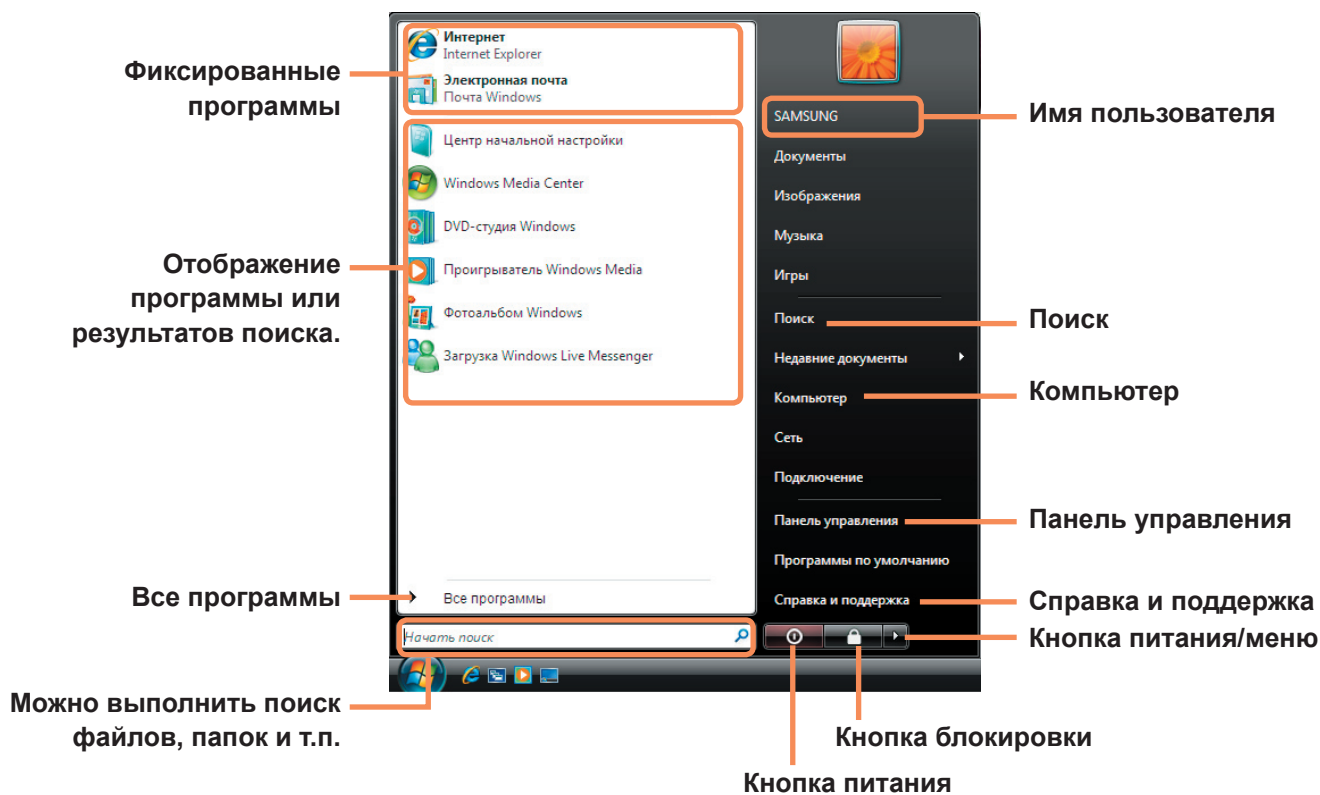 Фиксированные
программы
Отображение
программы или
результатов поиска.
Все программы
Можно выполнить поиск
файлов, папок и т.п.
Интернет
Internet Explorer
Электронная почта
Почта Windows
Центр начальной настройки
Windows Media Center
DVD-студия Windows
Проигрыватель Windows Media
Фотоальбом Windows
Загрузка Windows Live Messenger
Все программы
Начать поиск
SAMSUNG
Документы
Изображения
Музыка
Игры
Поиск
Недавние документы
Компьютер
Сеть
Подключение
Панель управления
Программы по умолчанию
Справка и поддержка
Имя пользователя
Поиск
Компьютер
Панель управления
Справка и поддержка
Кнопка питания/меню
Кнопка блокировки
Кнопка питания